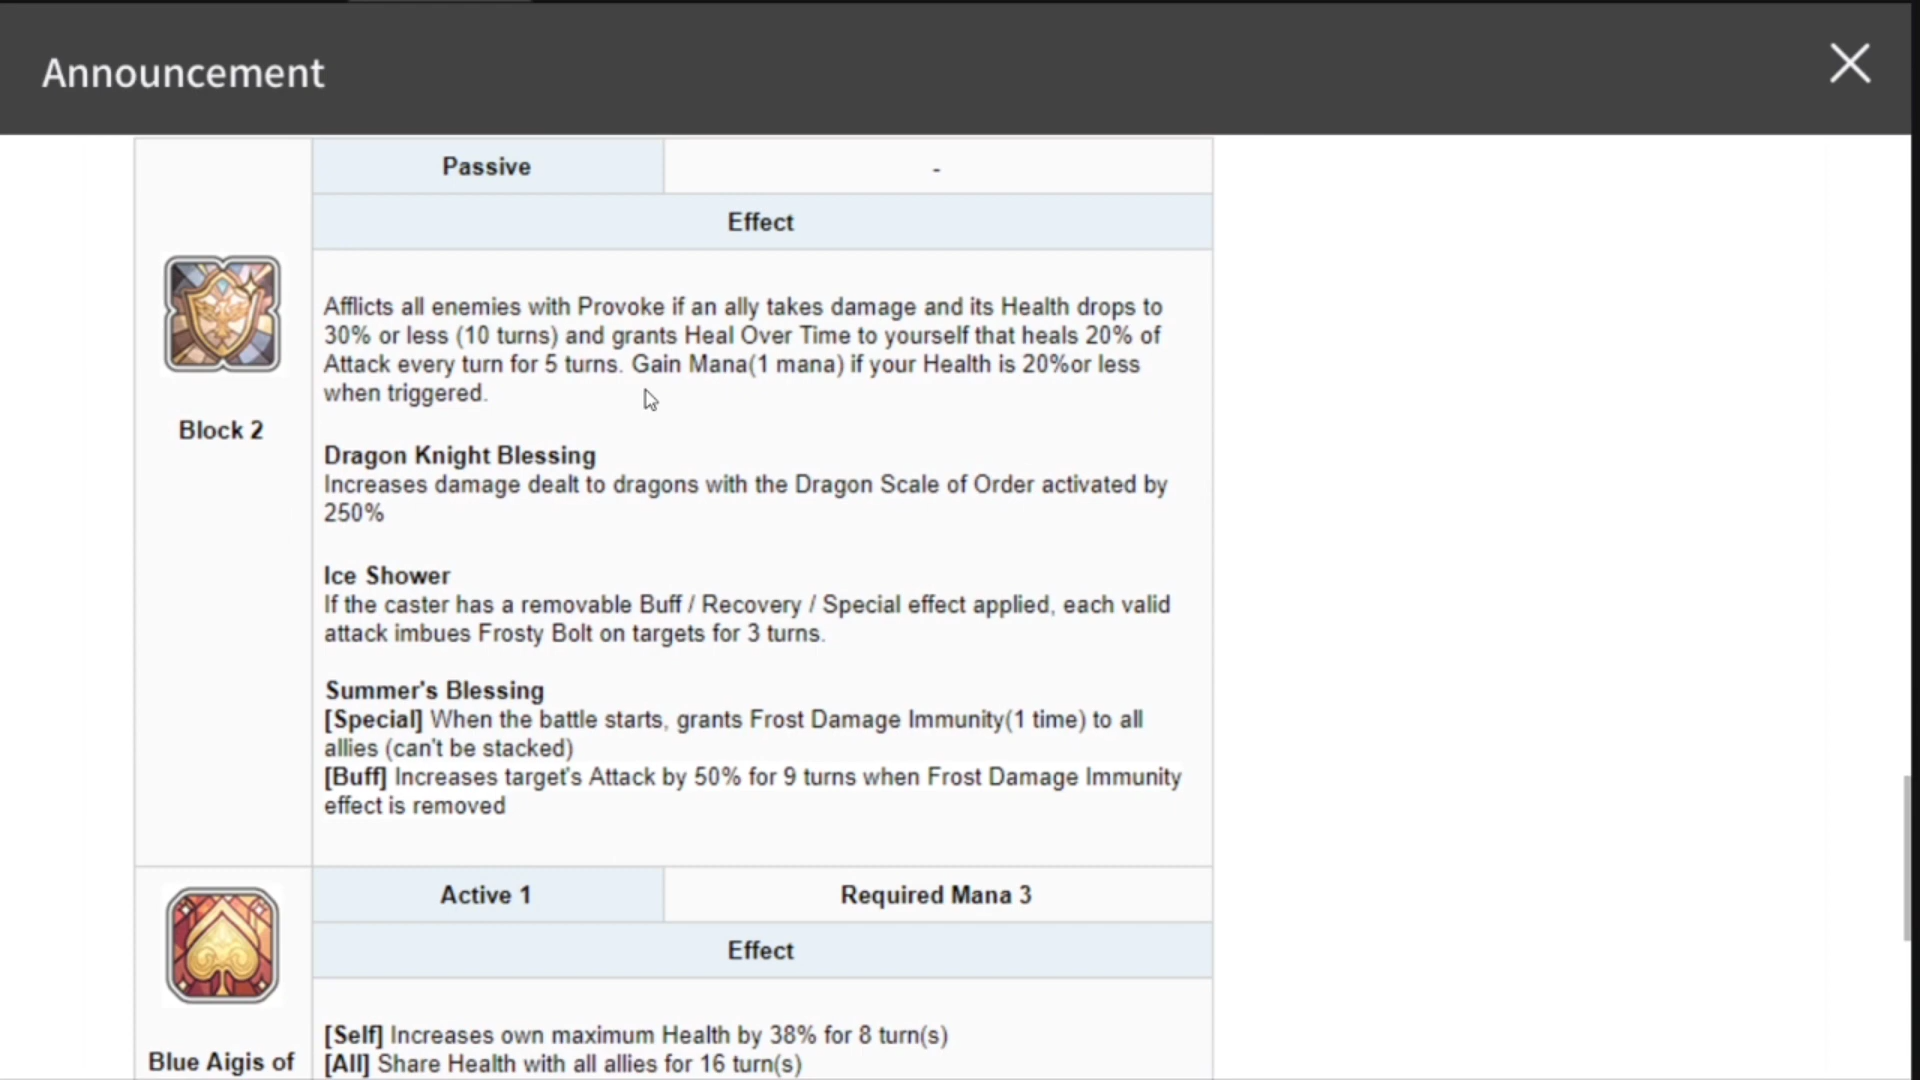 Announcement
Passive
-
Effect
Block 2
Afflicts all enemies with Provoke if an ally takes damage and its Health drops to
30% or less (10 turns) and grants Heal Over Time to yourself that heals 20% of
Attack every turn for 5 turns. Gain Mana(1 mana) if your Health is 20%or less
when triggered.
Dragon Knight Blessing
Increases damage dealt to dragons with the Dragon Scale of Order activated by
250%
Ice Shower
If the caster has a removable Buff / Recovery / Special effect applied, each valid
attack imbues Frosty Bolt on targets for 3 turns.
Summer's Blessing
[Special] When the battle starts, grants Frost Damage Immunity(1 time) to all
allies (can't be stacked)
[Buff] Increases target's Attack by 50% for 9 turns when Frost Damage Immunity
effect is removed
Active 1
Required Mana 3
Effect
Blue Aigis of
[Self] Increases own maximum Health by 38% for 8 turn(s)
[All] Share Health with all allies for 16 turn(s)